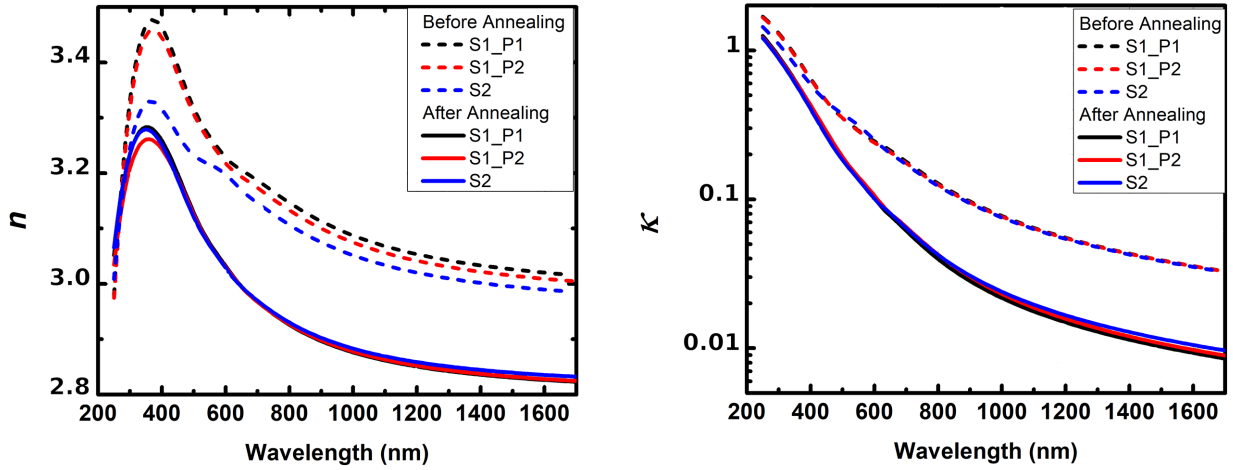 3.4
3.2
3.0
2.8
n
200 400 600 800 1000 1200 1400 1600
Wavelength (nm)
Before Annealing
S1_P1
S1_P2
S2
After Annealing
S1_P1
S1_P2
S2
1
0.1
0.01
κ
200 400 600 800 1000 1200 1400 1600
Wavelength (nm)
Before Annealing
S1_P1
S1_P2
S2
After Annealing
S1_P1
S1_P2
S2